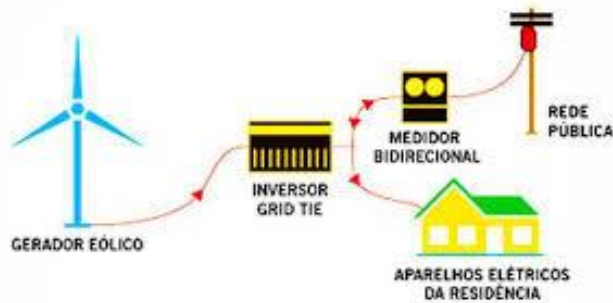 GERADOR EÓLICO
INVERSOR
GRID TIE
MEDIDOR
BIDIRECIONAL
REDE
PÚBLICA
APARELHOS ELÉTRICOS
DA RESIDÊNCIA